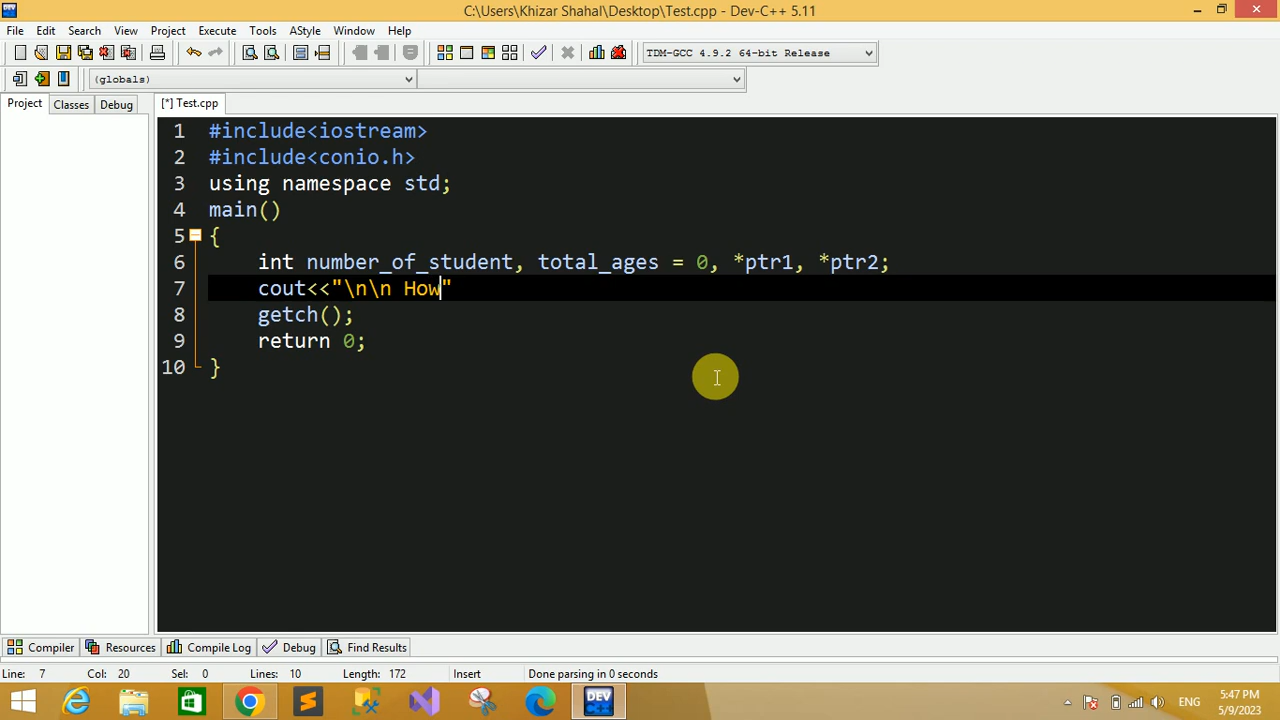 C:\Users\Khizar Shahal\Desktop\Test.cpp - Dev-C++ 5.11
File Edit Search View Project Execute Tools AStyle Window Help
TDM-GCC 4.9.2 64-bit Release
(globals)
Project Classes Debug [*] Test.cpp
1 #include<iostream>
2 #include<conio.h>
3 using namespace std;
4 main()
5 {
6 int number_of_student, total_ages = 0, *ptr1, *ptr2;
7 cout<<"\n\n How"
8 getch();
9 return 0;
10 }
Compiler Resources Compile Log Debug Find Results
Line: 7 Col: 20 Sel: 0 Lines: 10 Length: 172 Insert Done parsing in 0 seconds
DEV C++ ENG 5:47 PM
5/9/2023